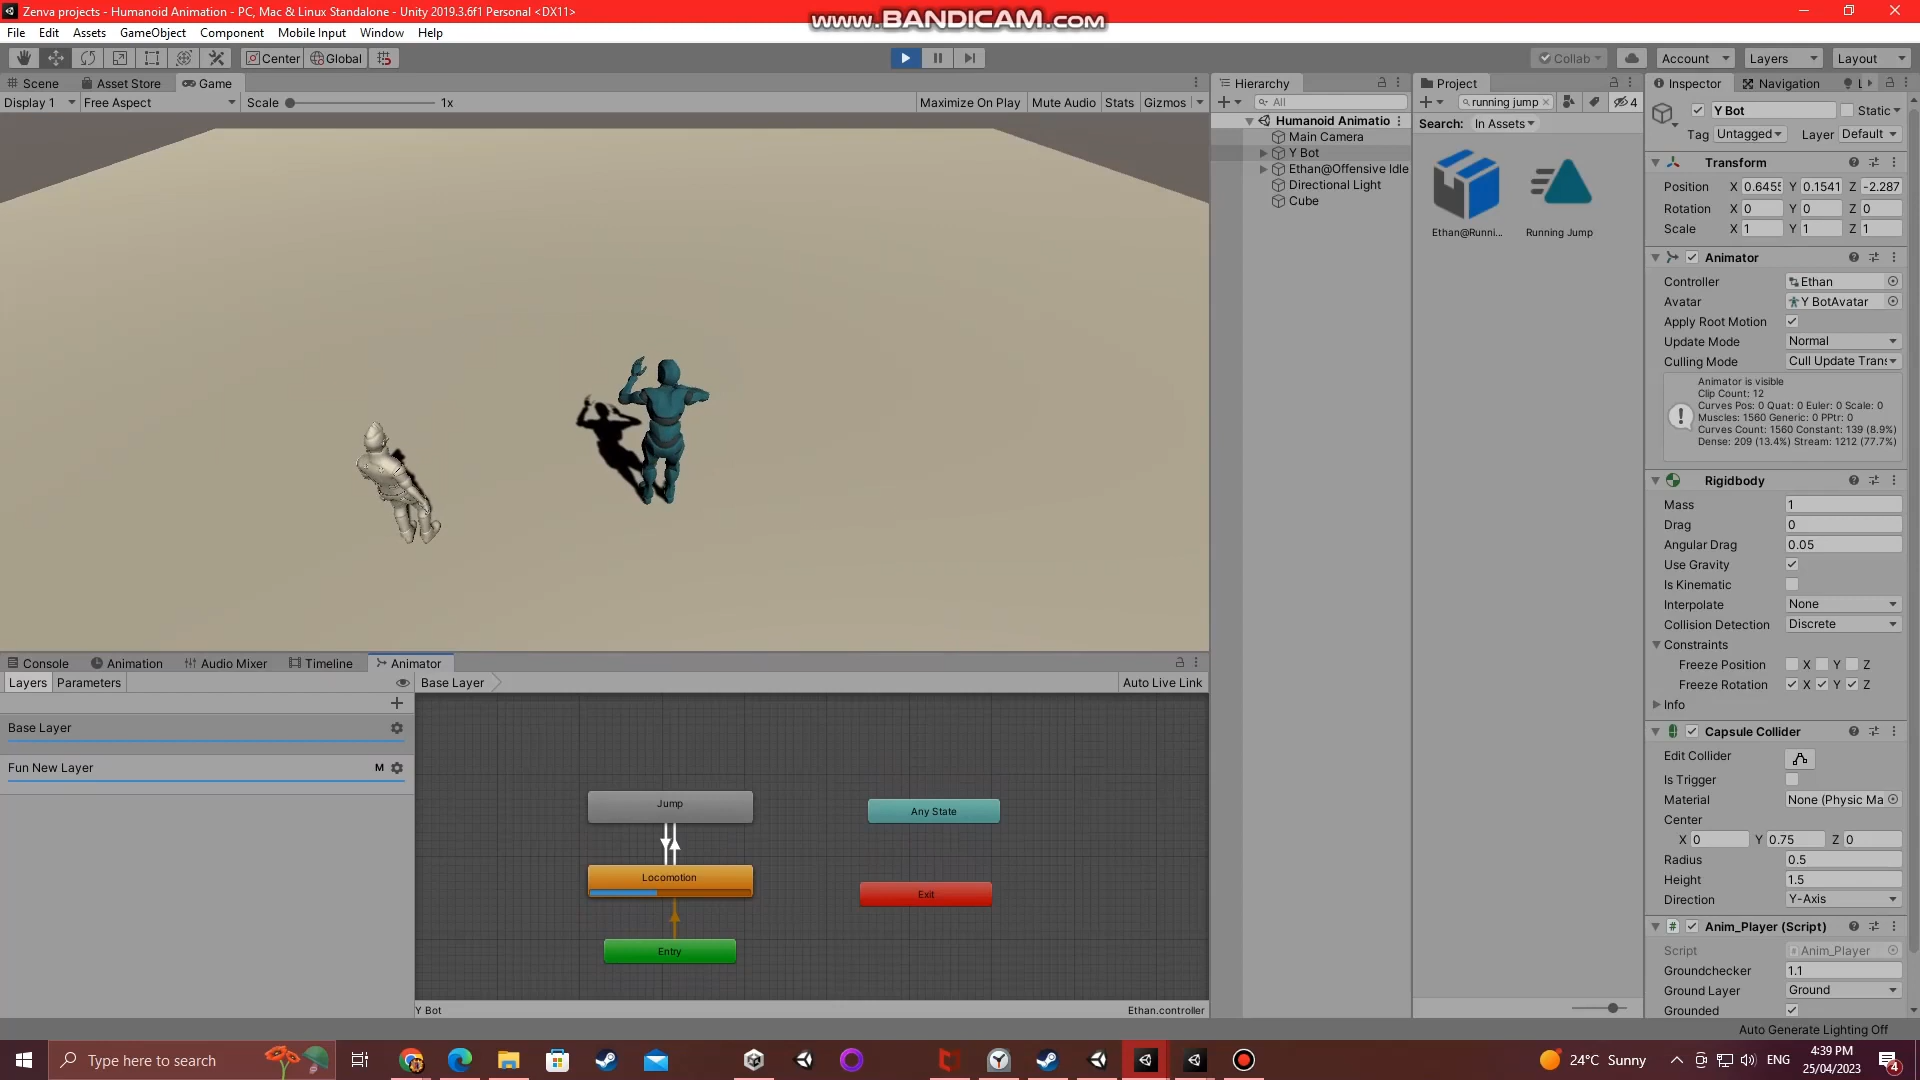 Zenva projects - Humanoid Animation - PC, Mac & Linux Standalone - Unity 2019.3.6f1 Personal <DX11>
www.BANDICAM.com
File Edit Assets GameObject Component Mobile Input Window Help
Center Global Collab Account Layers Layout
Scene Asset Store Game
Display 1 Free Aspect Scale 1x Maximize On Play Mute Audio Stats Gizmos
Hierarchy
All
Humanoid Animatio
Main Camera
Y Bot
Ethan@Offensive Idle
Directional Light
Cube
Project
running jump 4
Search: In Assets
Ethan@Runni... Running Jump
Inspector Navigation L
Y Bot Static
Tag Untagged Layer Default
Transform
Position X 0.6455 Y 0.1541 Z -2.287
Rotation X 0 Y 0 Z 0
Scale X 1 Y 1 Z 1
Animator
Controller Ethan
Avatar Y BotAvatar
Apply Root Motion
Update Mode Normal
Culling Mode Cull Update Trans
Animator is visible
Clip Count: 12
Curves Pos: 0 Quat: 0 Euler: 0 Scale: 0
Muscles: 1560 Generic: 0 PPtr: 0
Curves Count: 1560 Constant: 139 (8.9%)
Dense: 209 (13.4%) Stream: 1212 (77.7%)
Rigidbody
Mass 1
Drag 0
Angular Drag 0.05
Use Gravity
Is Kinematic
Interpolate None
Collision Detection Discrete
Constraints
Freeze Position X Y Z
Freeze Rotation X Y Z
Info
Capsule Collider
Edit Collider
Is Trigger
Material None (Physic Ma
Center
X 0 Y 0.75 Z 0
Radius 0.5
Height 1.5
Direction Y-Axis
# Anim_Player (Script)
Script Anim_Player
Groundchecker 1.1
Ground Layer Ground
Grounded
Console Animation Audio Mixer Timeline Animator
Layers Parameters Base Layer Auto Live Link
Base Layer
Fun New Layer M
Jump
Any State
Locomotion
Exit
Entry
Y Bot Ethan.controller
Auto Generate Lighting Off
Type here to search
24°C Sunny ENG
4:39 PM
25/04/2023
4